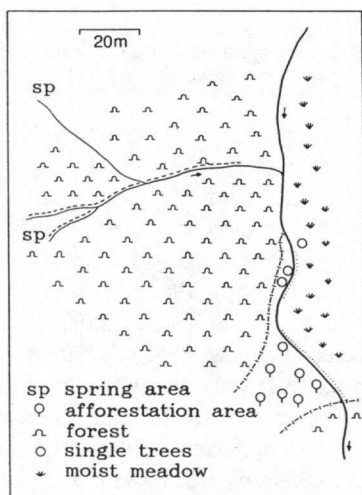 20m
sp
sp
sp spring area
afforestation area
forest
single trees
moist meadow